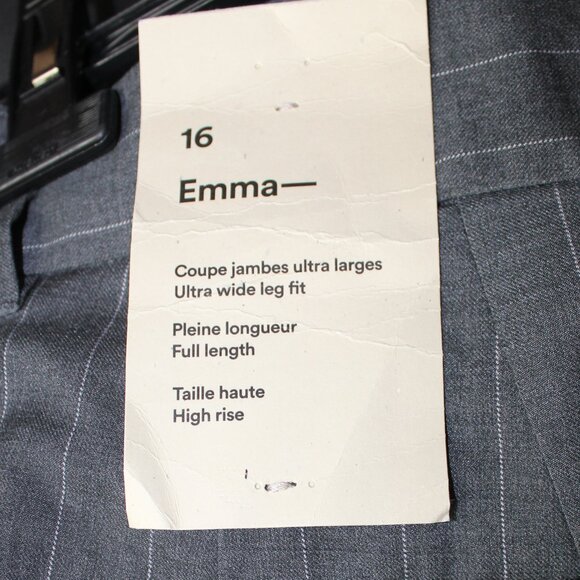 16
Emma—
Coupe jambes ultra larges
Ultra wide leg fit
Pleine longueur
Full length
Taille haute
High rise